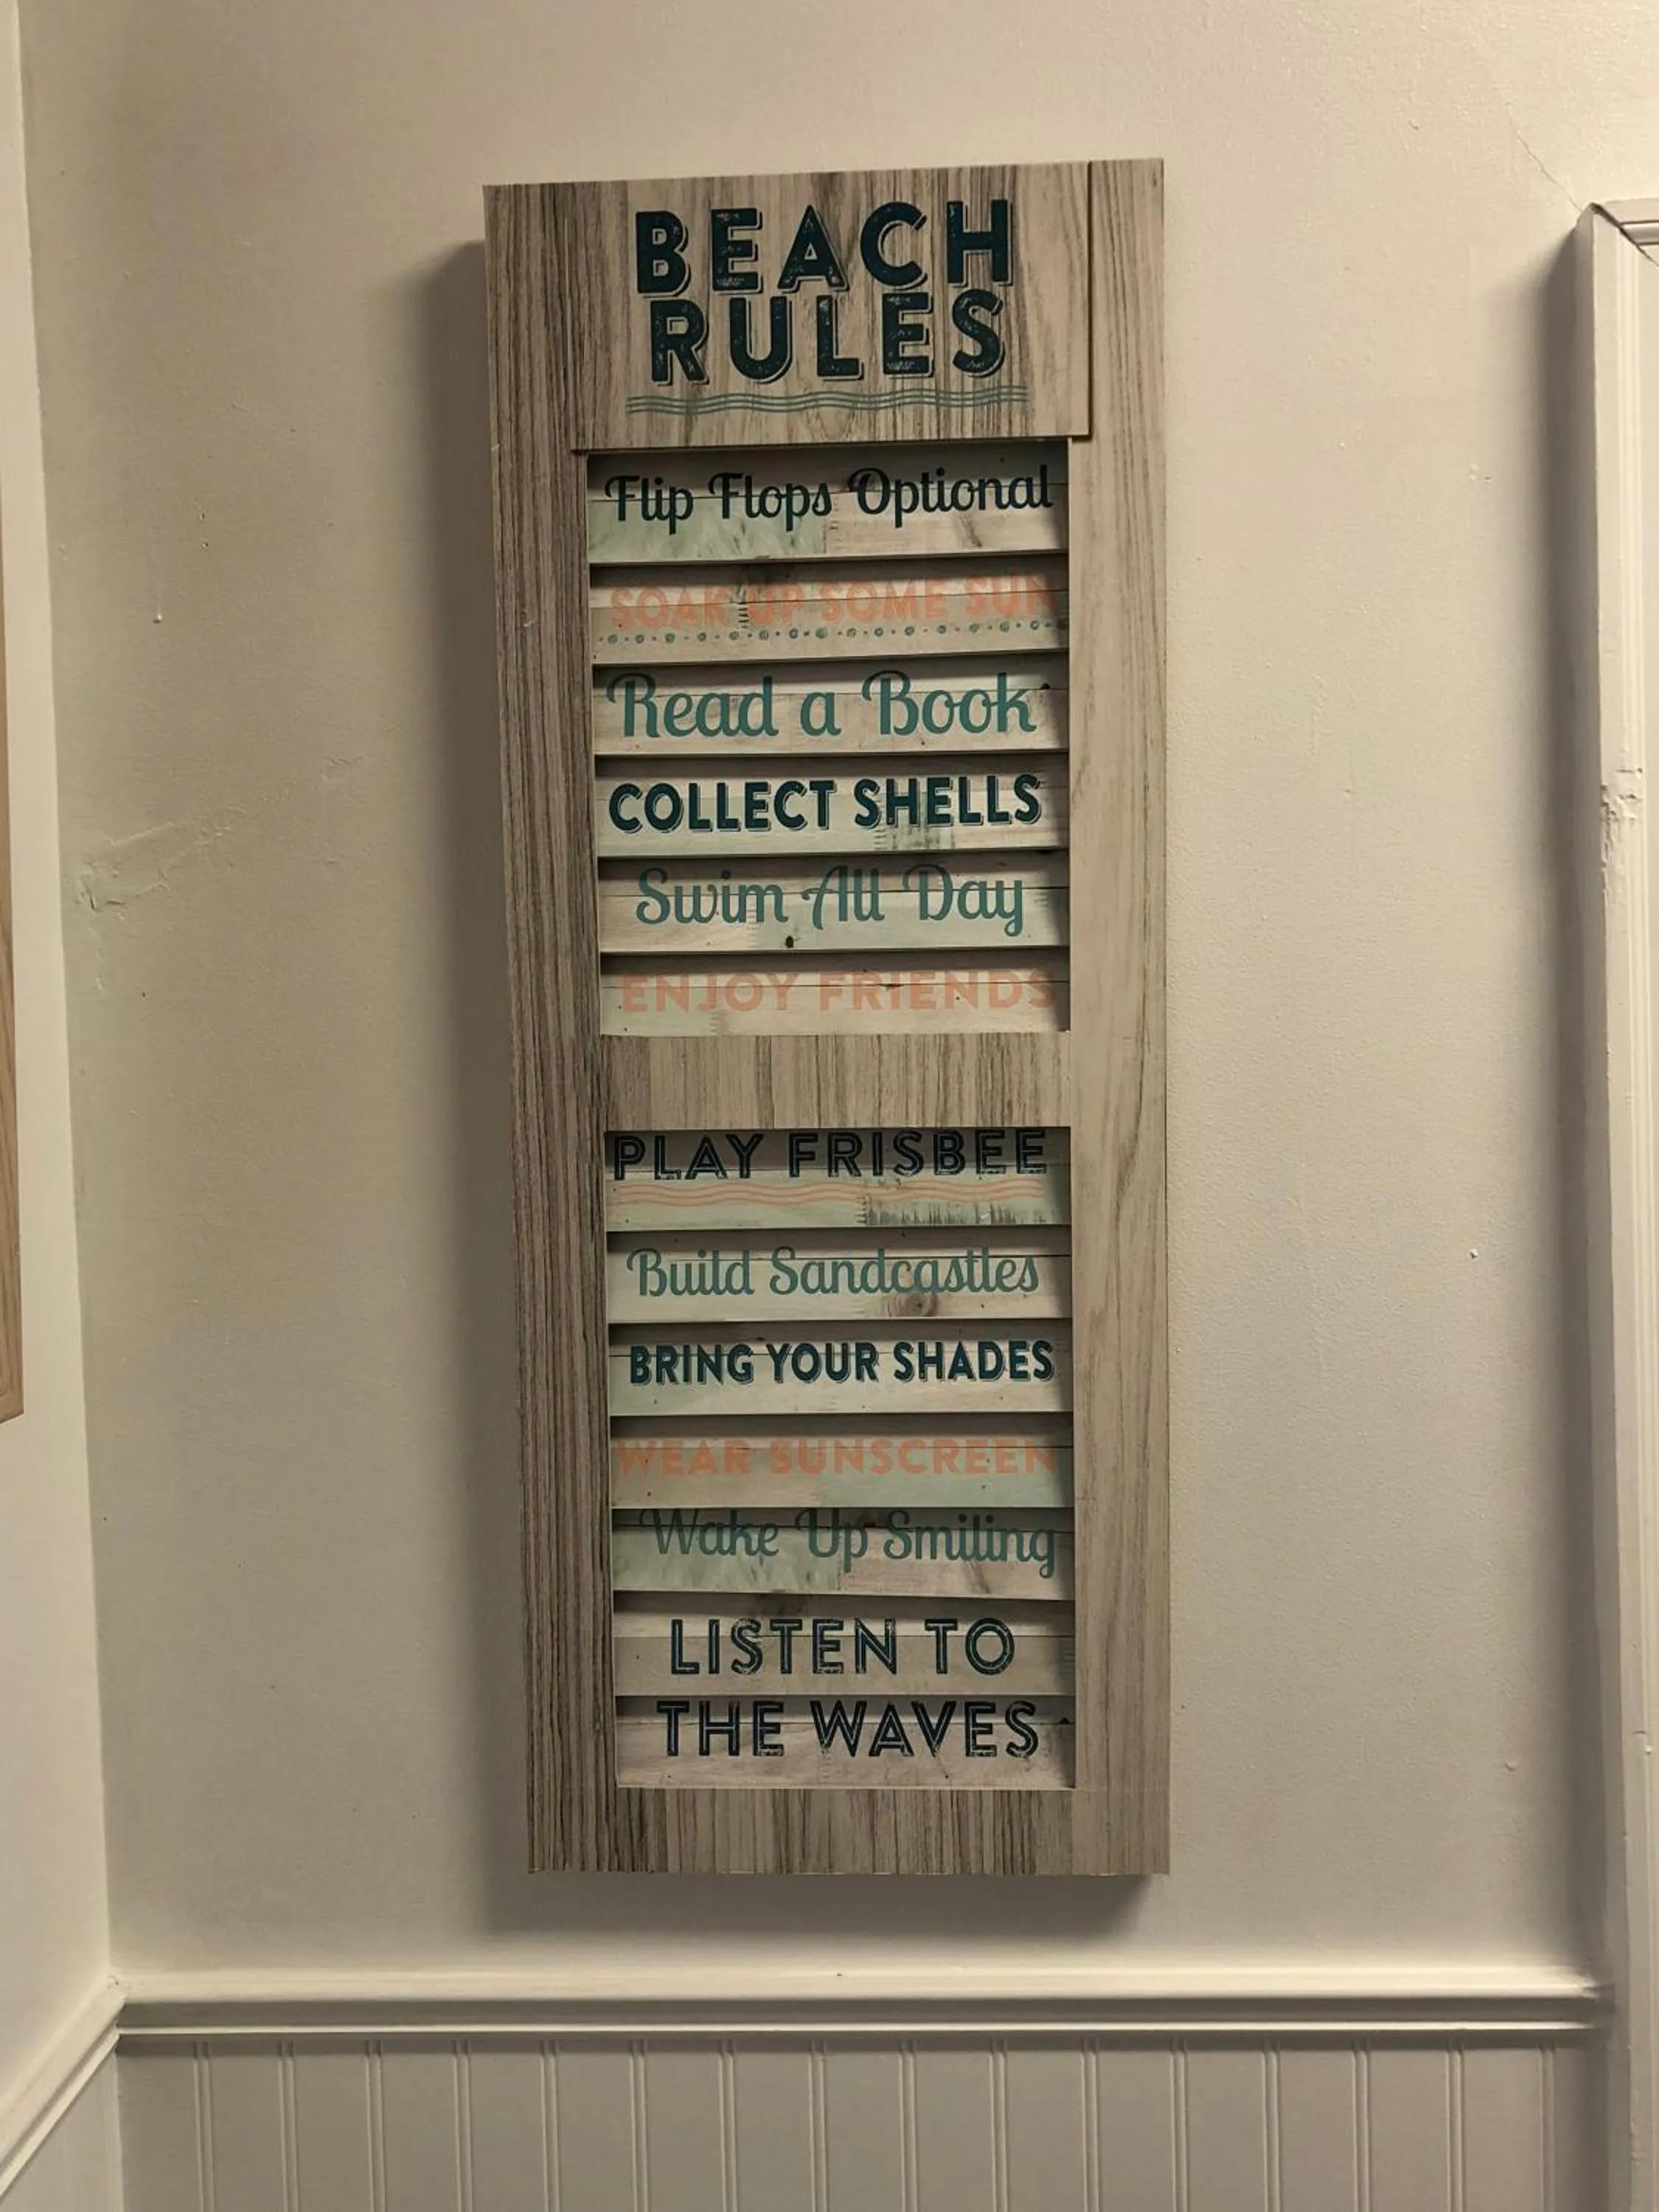 BEACH
RULES
Flip Flops Optional
SOAK UP SOME SUN
Read a Book
COLLECT SHELLS
Swim All Day
ENJOY FRIENDS
PLAY FRISBEE
Build Sandcastles
BRING YOUR SHADES
WEAR SUNSCREEN
Wake Up Smiling
LISTEN TO
THE WAVES